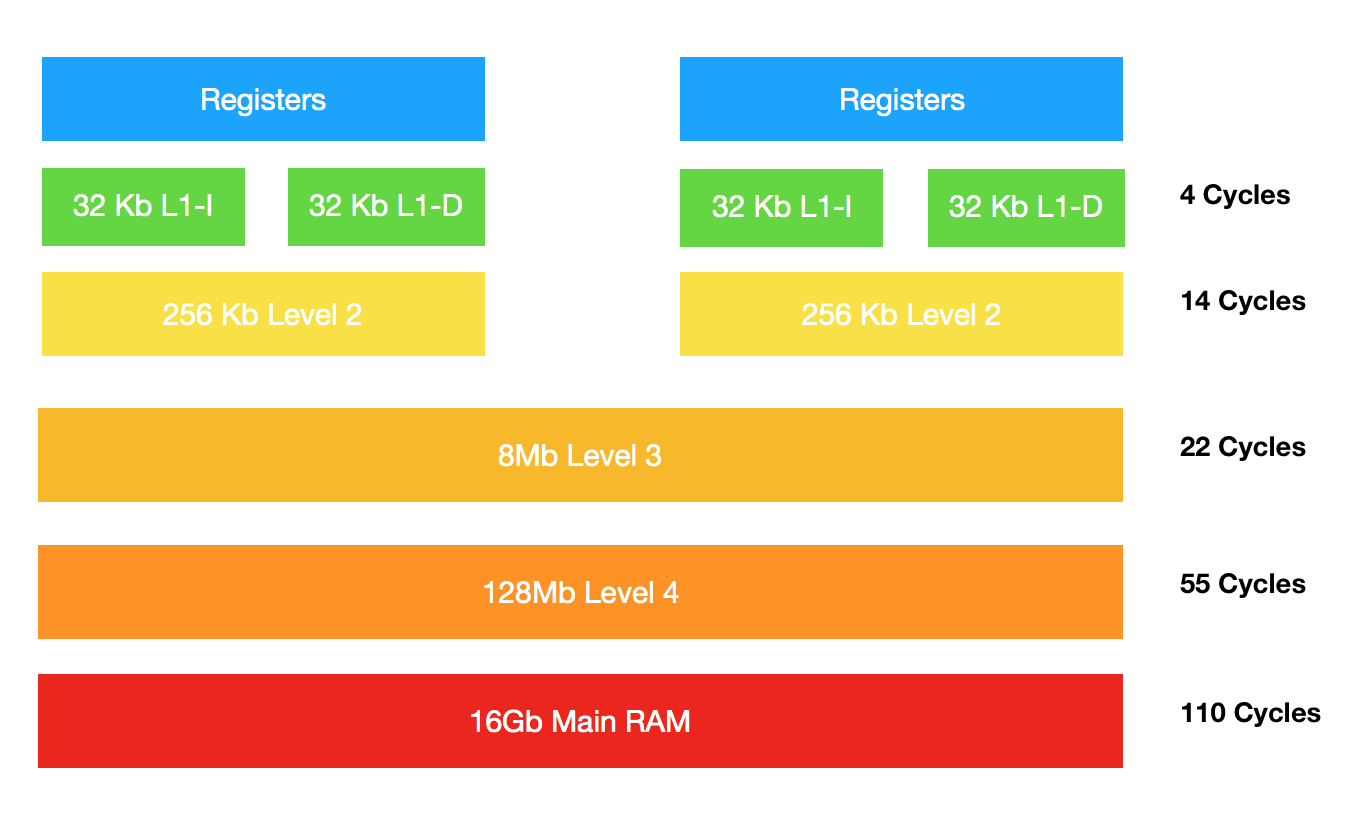 Registers
Registers
32 Kb L1-I
32 Kb L1-D
32 Kb L1-I
32 Kb L1-D
4 Cycles
256 Kb Level 2
256 Kb Level 2
14 Cycles
8Mb Level 3
22 Cycles
128Mb Level 4
55 Cycles
16Gb Main RAM
110 Cycles